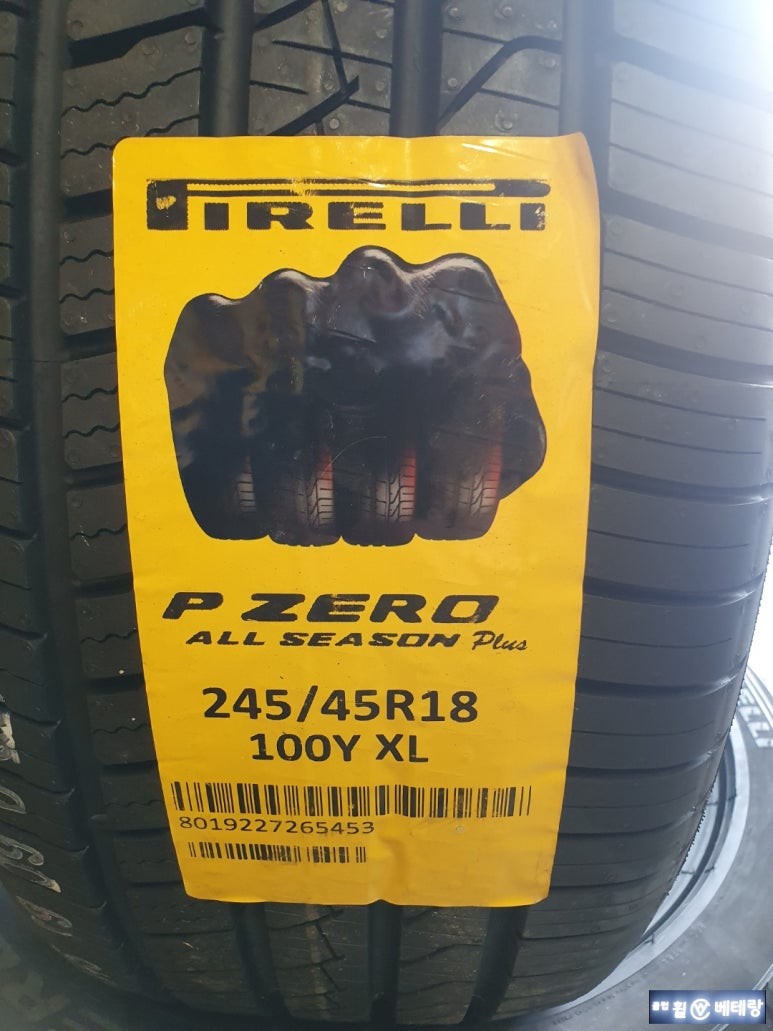 PIRELLI
P ZERO
ALL SEASON Plus
245/45R18
100Y XL
8019227265453
휠 베테랑